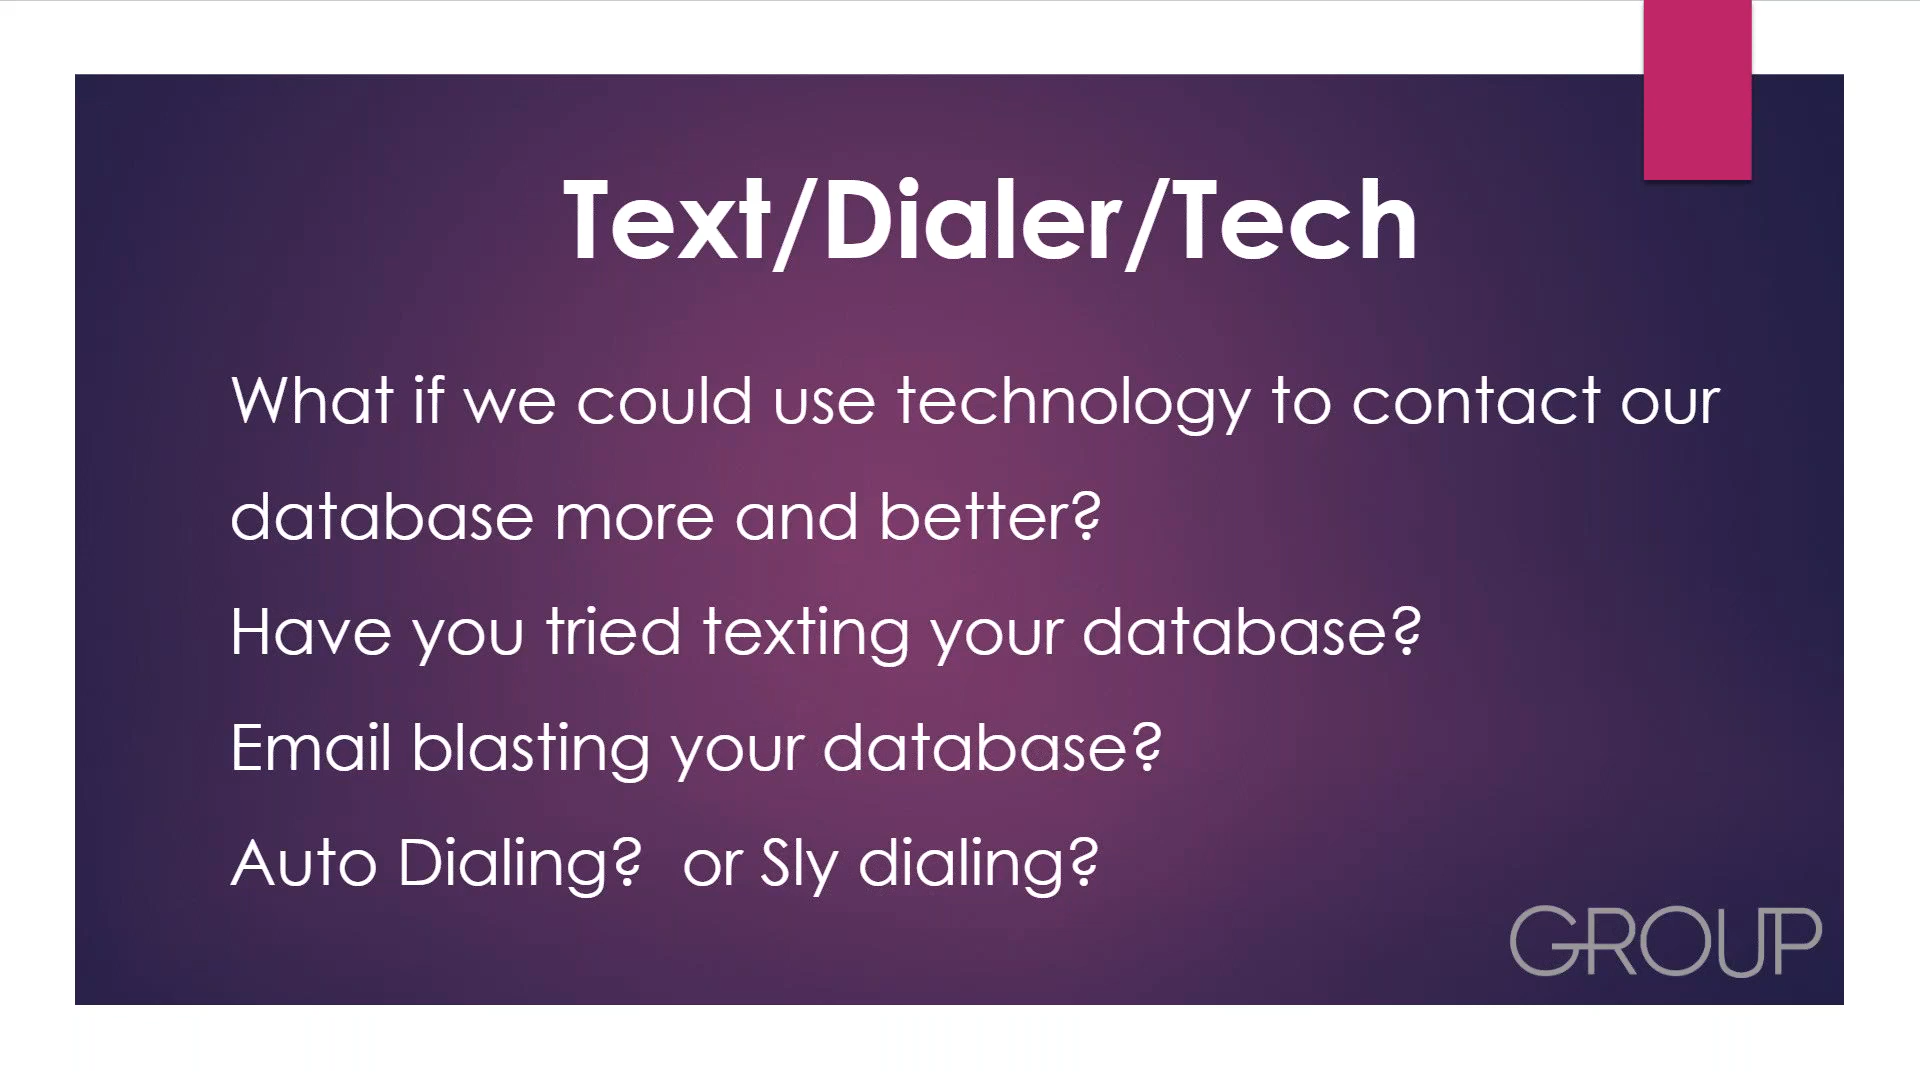 Text/Dialer/Tech
What if we could use technology to contact our
database more and better?
Have you tried texting your database?
Email blasting your database?
Auto Dialing?  or Sly dialing?
GROUP